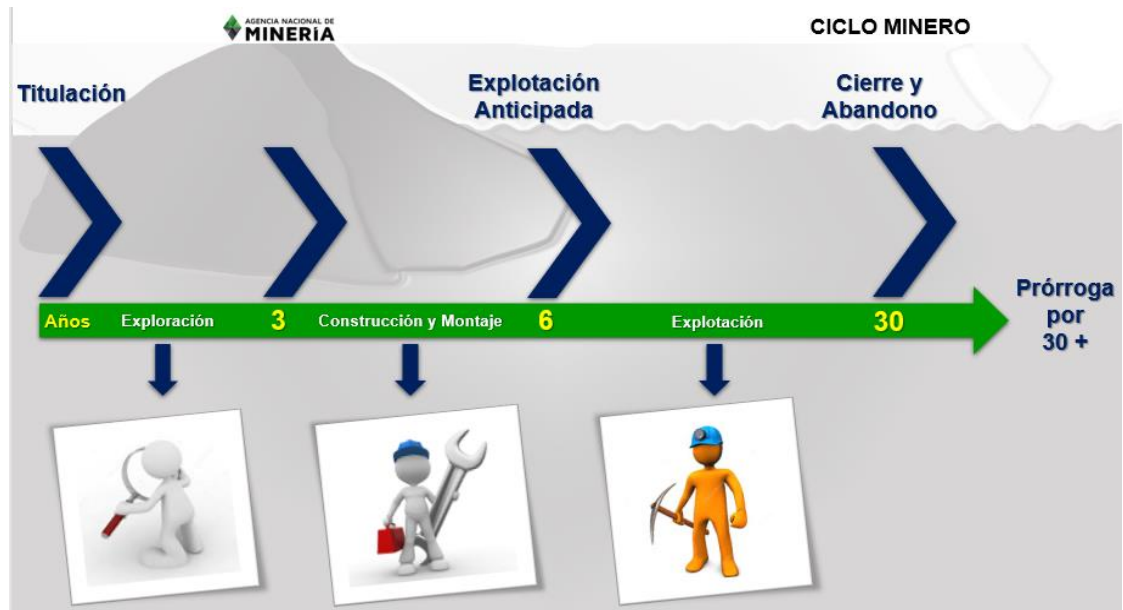 AGENCIA NACIONAL DE
MINERÍA
CICLO MINERO
Titulación
Explotación
Anticipada
Cierre y
Abandono
Años Exploración 3 Construcción y Montaje 6 Explotación 30
Prórroga
por
30 +